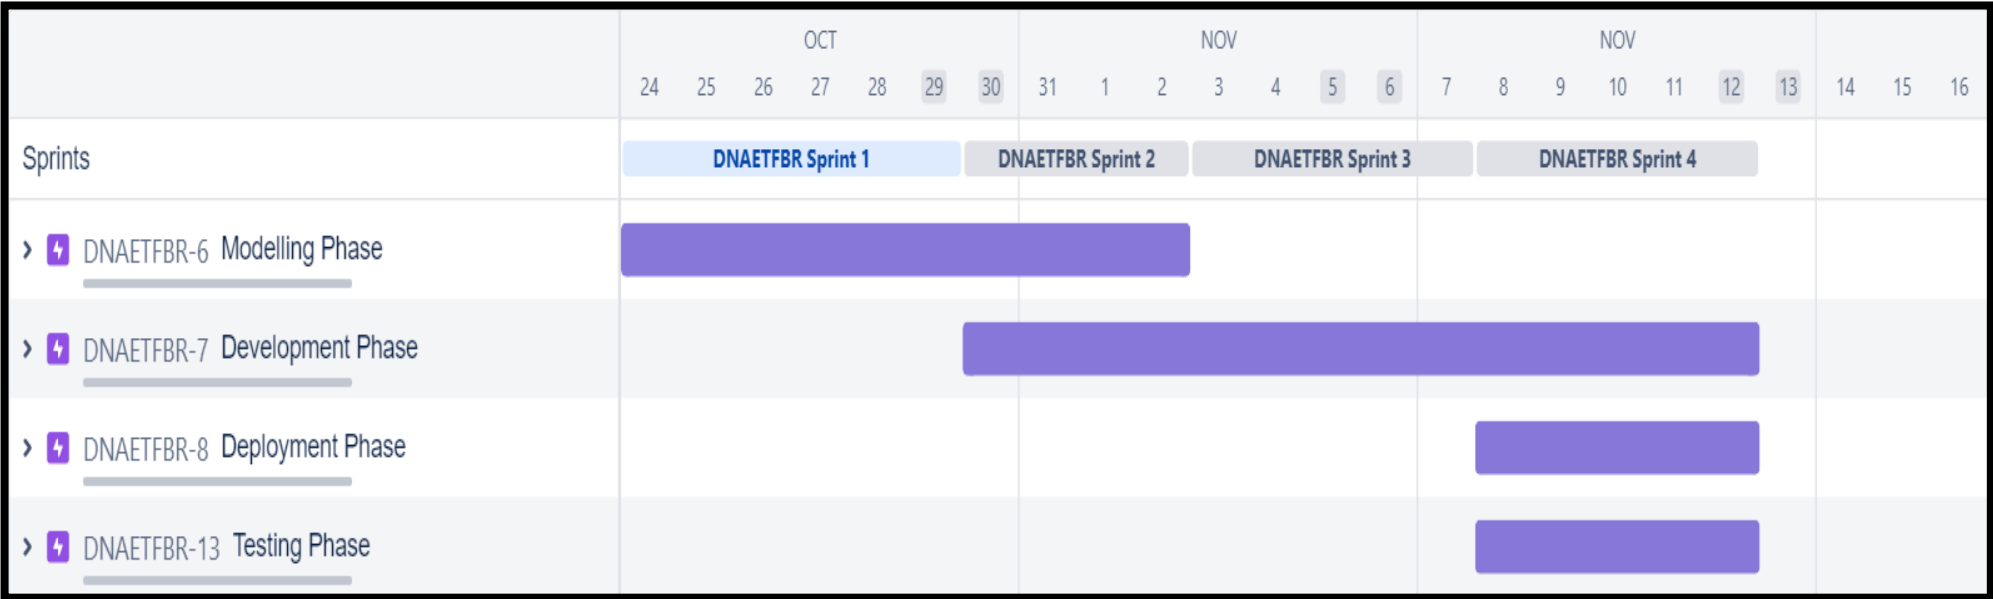 OCT NOV NOV
24 25 26 27 28 29 30 31 1 2 3 4 5 6 7 8 9 10 11 12 13 14 15 16
Sprints DNAETFBR Sprint 1 DNAETFBR Sprint 2 DNAETFBR Sprint 3 DNAETFBR Sprint 4
DNAETFBR-6 Modelling Phase
DNAETFBR-7 Development Phase
DNAETFBR-8 Deployment Phase
DNAETFBR-13 Testing Phase